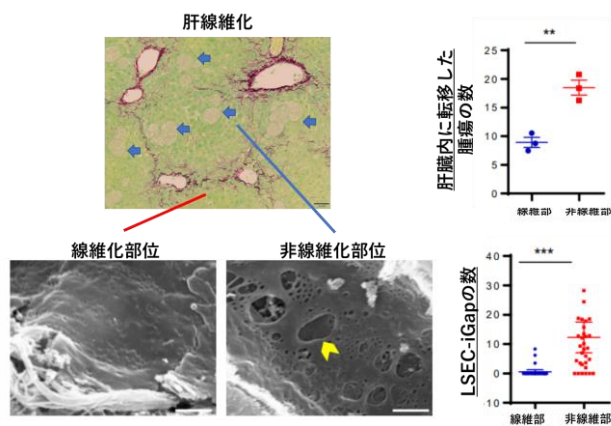 肝線維化
線維化部位
非線維化部位
**
肝臓内に転移した
腫瘍の数
25
20
15
10
5
0
線維部
非線維部
***
LSEC-iGapの数
40
30
20
10
0
-10
線維部
非線維部